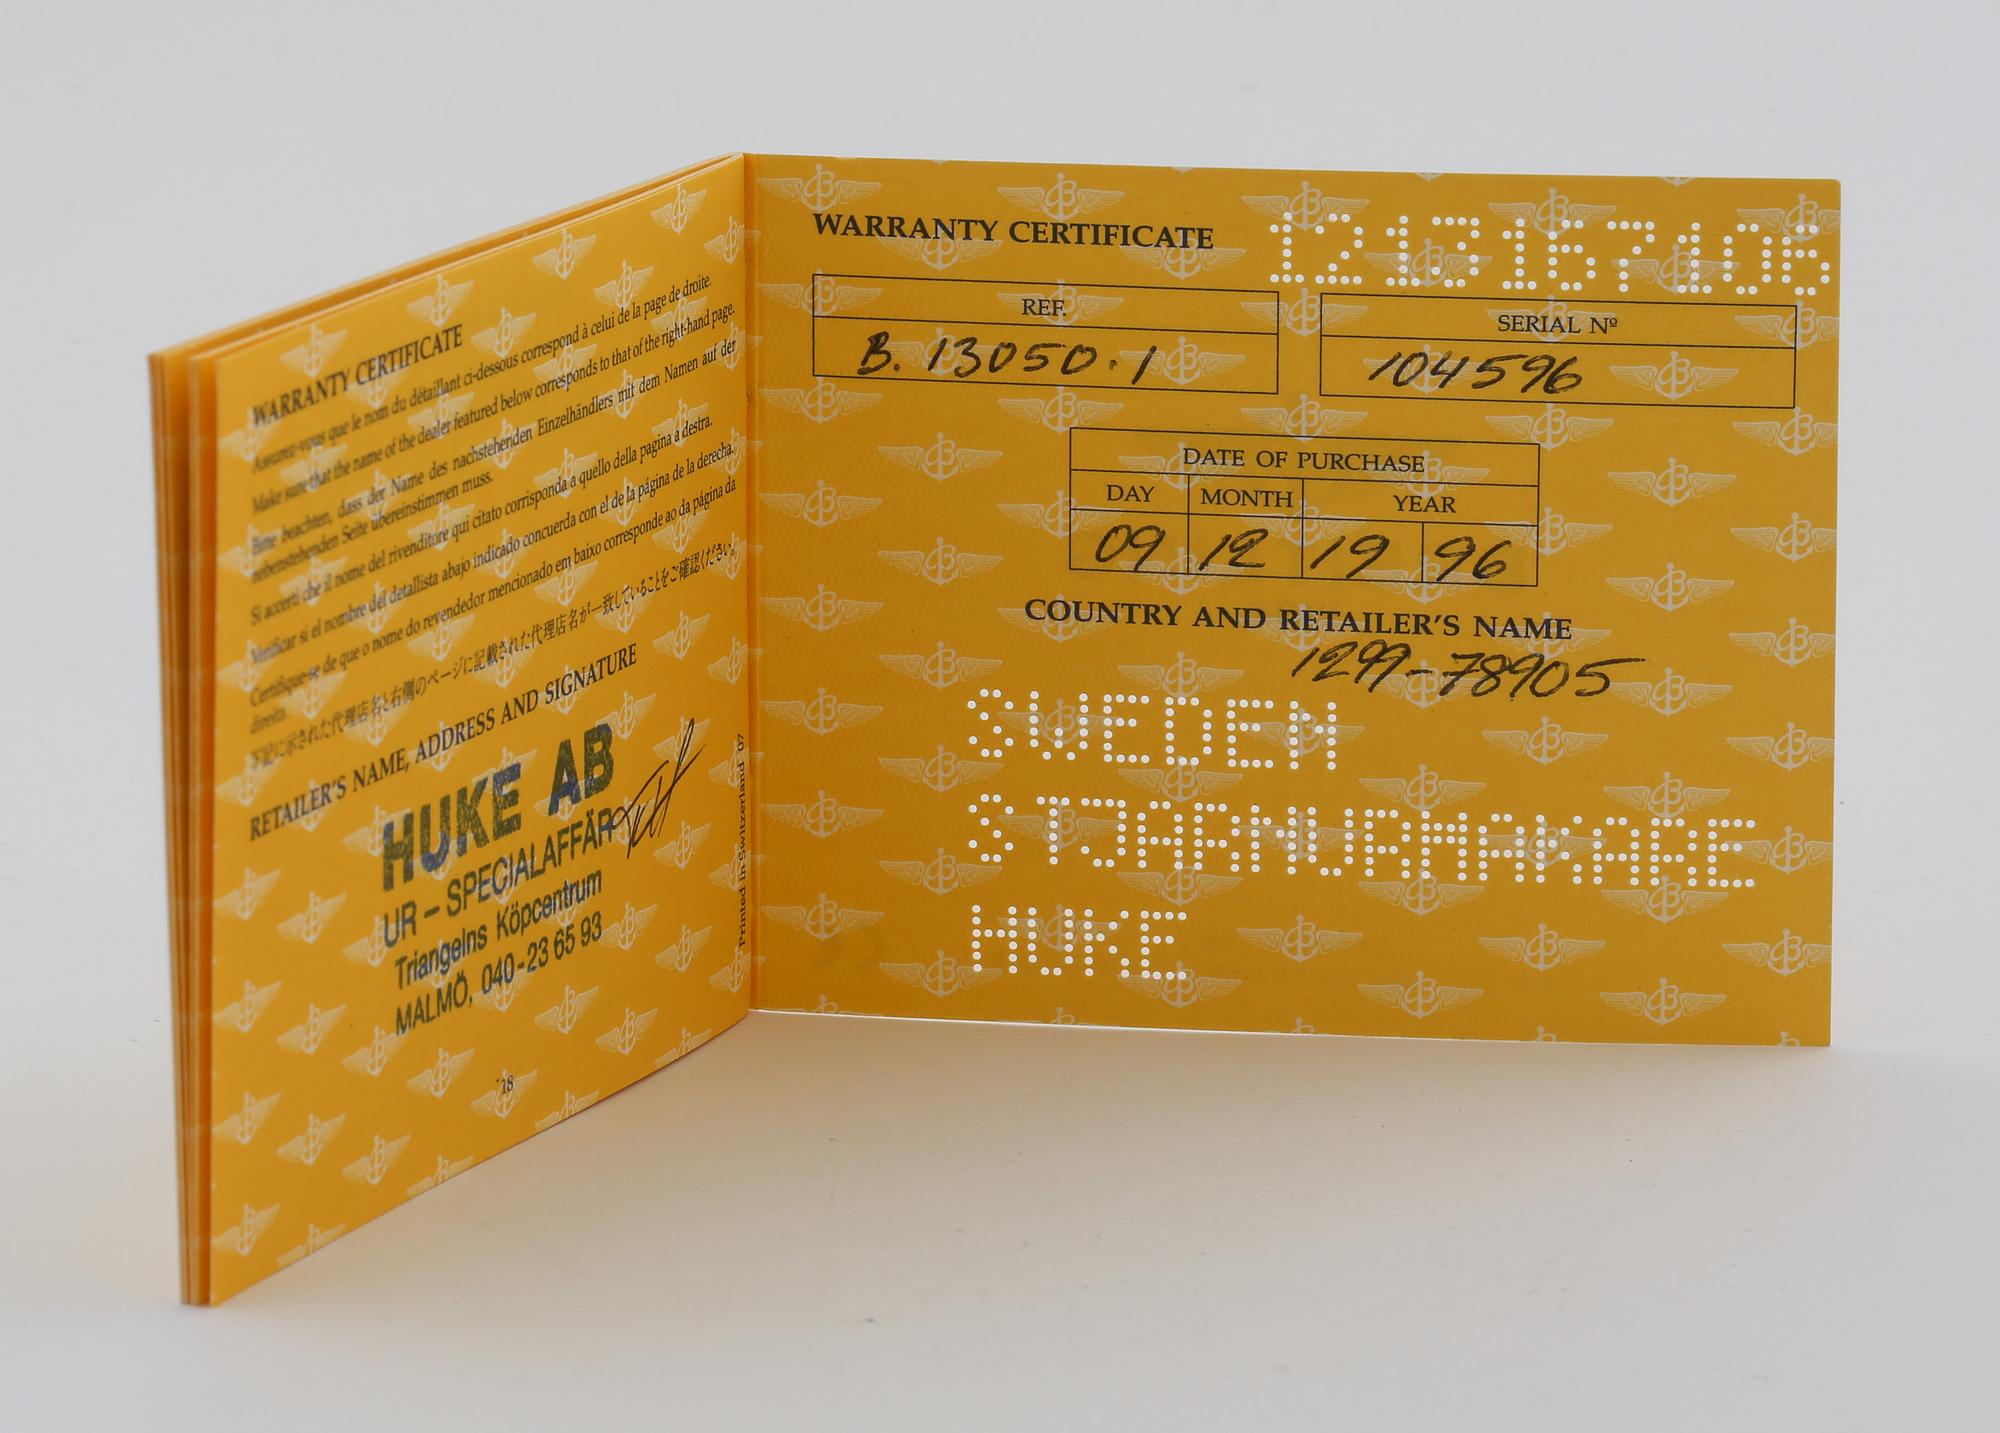 WARRANTY CERTIFICATE
Assurez-vous que le nom du détaillant ci-dessous correspond à celui de la page de droite.
Make sure that the name of the dealer featured below corresponds to that of the right-hand page.
Bitte beachten, dass der Name des nachstehenden Einzelhändlers mit dem Namen auf der
nebenstehenden Seite übereinstimmen muss.
Si accerti che il nome del rivenditore qui citato corrisponda a quello della pagina a destra.
Verificar si el nombre del detallista abajo indicado concuerda con el de la página de la derecha.
Certifique-se de que o nome do revendedor mencionado em baixo corresponde ao da página da
direita.
下記に示された代理店名と右側のページに記載された代理店名が一致していることをご確認ください。
RETAILER'S NAME, ADDRESS AND SIGNATURE
HUKE AB
UR – SPECIALAFFÄR
Triangelns Köpcentrum
MALMÖ, 040-23 65 93
18
Printed in Switzerland 07
WARRANTY CERTIFICATE
1213167106
REF.
B. 13050.1
SERIAL Nº
104596
DATE OF PURCHASE
DAY MONTH YEAR
09 12 19 96
COUNTRY AND RETAILER'S NAME
1299-78905
SWEDEN
STJARNURMAKARE
HUKE